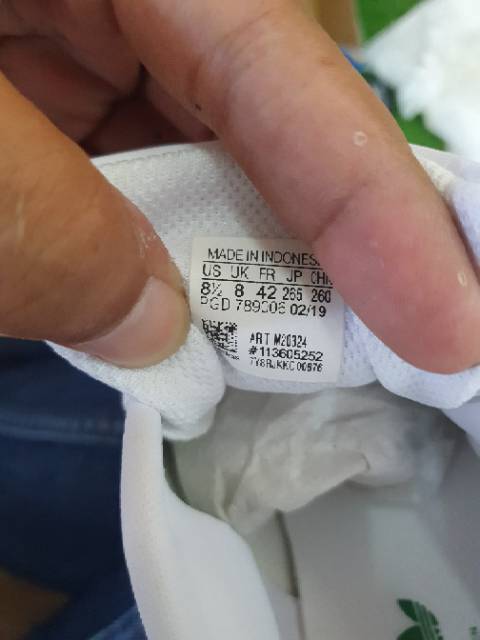 MADE IN INDONES
US UK FR JP CH
8½ 8 42 265 260
PGD 789006 02/19
ART M20324
#113605252